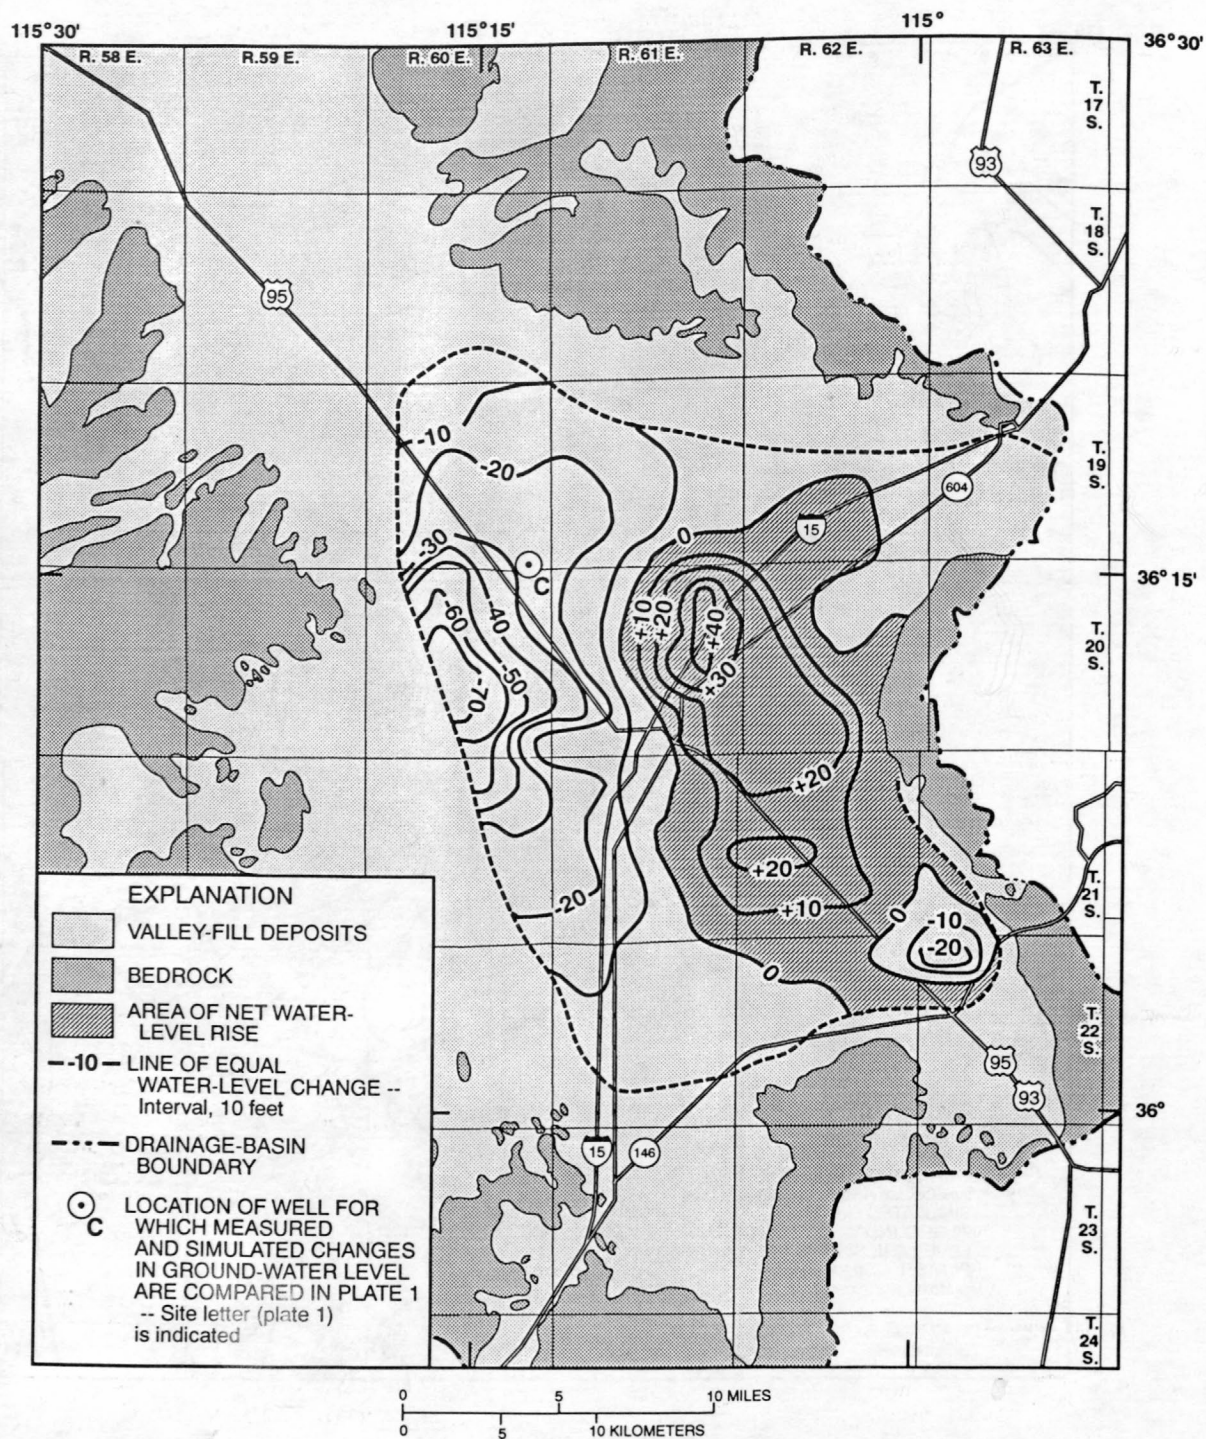 115°30'
115°15'
115°
36°30'
R. 58 E.
R.59 E.
R. 60 E.
R. 61 E.
R. 62 E.
R. 63 E.
T.
17
S.
93
T.
18
S.
95
-10
-20
T.
19
S.
604
15
0
-30
C
36°15'
-60
-40
+10
+20
+40
T.
20
S.
-50
-70
+30
+20
+20
+10
T.
21
S.
-20
0
-10
-20
0
T.
22
S.
95
93
36°
15
146
T.
23
S.
T.
24
S.
EXPLANATION
VALLEY-FILL DEPOSITS
BEDROCK
AREA OF NET WATER-
LEVEL RISE
-10
LINE OF EQUAL
WATER-LEVEL CHANGE --
Interval, 10 feet
DRAINAGE-BASIN
BOUNDARY
C
LOCATION OF WELL FOR
WHICH MEASURED
AND SIMULATED CHANGES
IN GROUND-WATER LEVEL
ARE COMPARED IN PLATE 1
-- Site letter (plate 1)
is indicated
0 5 10 MILES
0 5 10 KILOMETERS